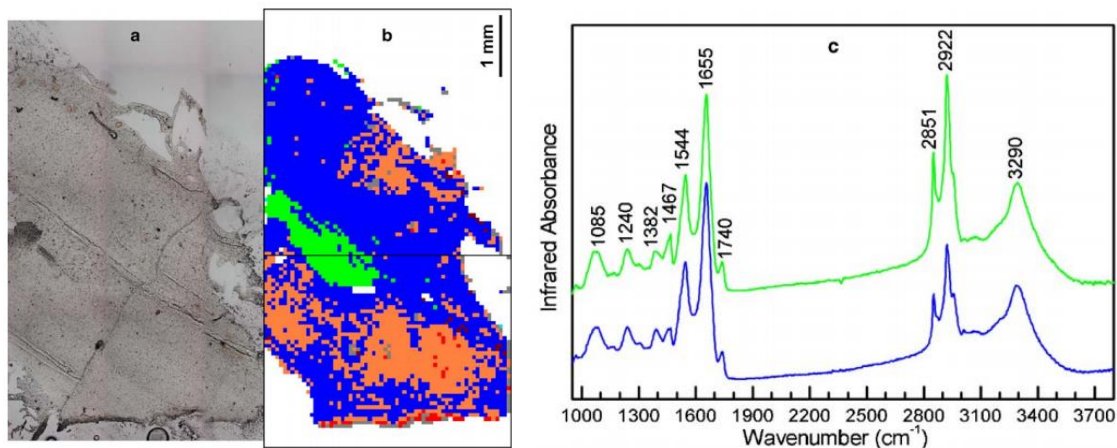 a
b
1 mm
c
Infrared Absorbance
1085
1240
1382
1467
1544
1655
1740
2851
2922
3290
1000 1300 1600 1900 2200 2500 2800 3100 3400 3700
Wavenumber (cm⁻¹)